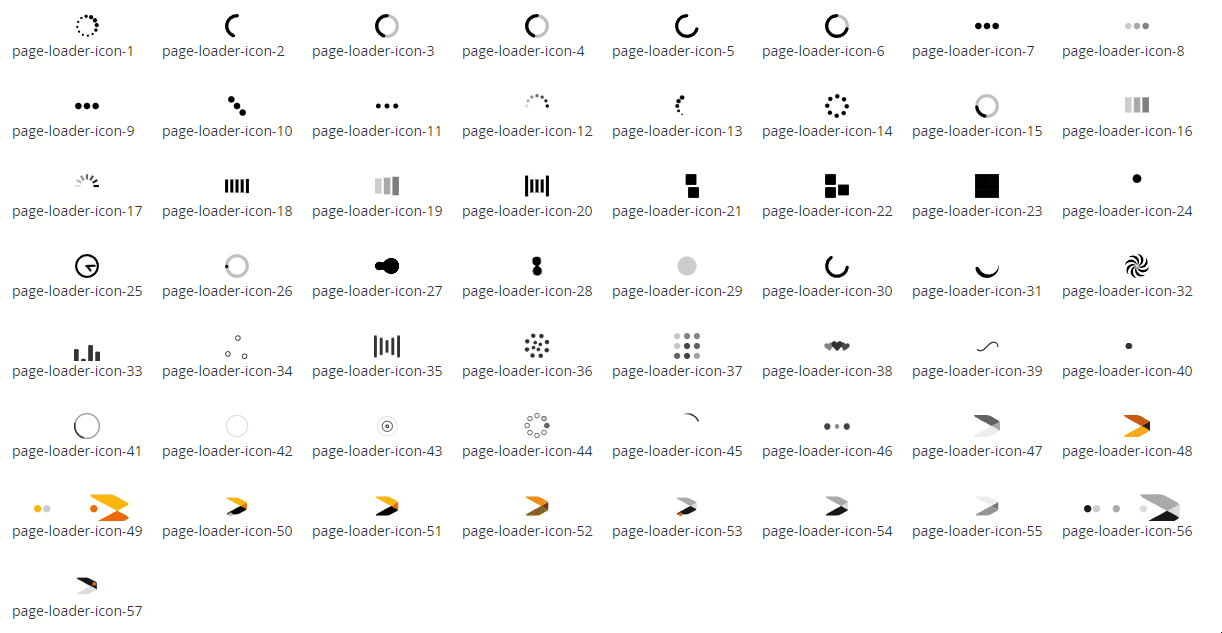 page-loader-icon-1 page-loader-icon-2 page-loader-icon-3 page-loader-icon-4 page-loader-icon-5 page-loader-icon-6 page-loader-icon-7 page-loader-icon-8
page-loader-icon-9 page-loader-icon-10 page-loader-icon-11 page-loader-icon-12 page-loader-icon-13 page-loader-icon-14 page-loader-icon-15 page-loader-icon-16
page-loader-icon-17 page-loader-icon-18 page-loader-icon-19 page-loader-icon-20 page-loader-icon-21 page-loader-icon-22 page-loader-icon-23 page-loader-icon-24
page-loader-icon-25 page-loader-icon-26 page-loader-icon-27 page-loader-icon-28 page-loader-icon-29 page-loader-icon-30 page-loader-icon-31 page-loader-icon-32
page-loader-icon-33 page-loader-icon-34 page-loader-icon-35 page-loader-icon-36 page-loader-icon-37 page-loader-icon-38 page-loader-icon-39 page-loader-icon-40
page-loader-icon-41 page-loader-icon-42 page-loader-icon-43 page-loader-icon-44 page-loader-icon-45 page-loader-icon-46 page-loader-icon-47 page-loader-icon-48
page-loader-icon-49 page-loader-icon-50 page-loader-icon-51 page-loader-icon-52 page-loader-icon-53 page-loader-icon-54 page-loader-icon-55 page-loader-icon-56
page-loader-icon-57